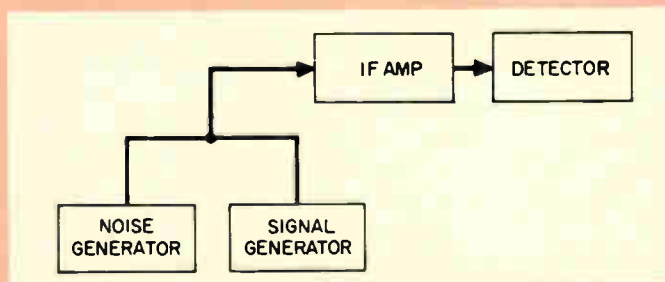 IF AMP
DETECTOR
NOISE
GENERATOR
SIGNAL
GENERATOR